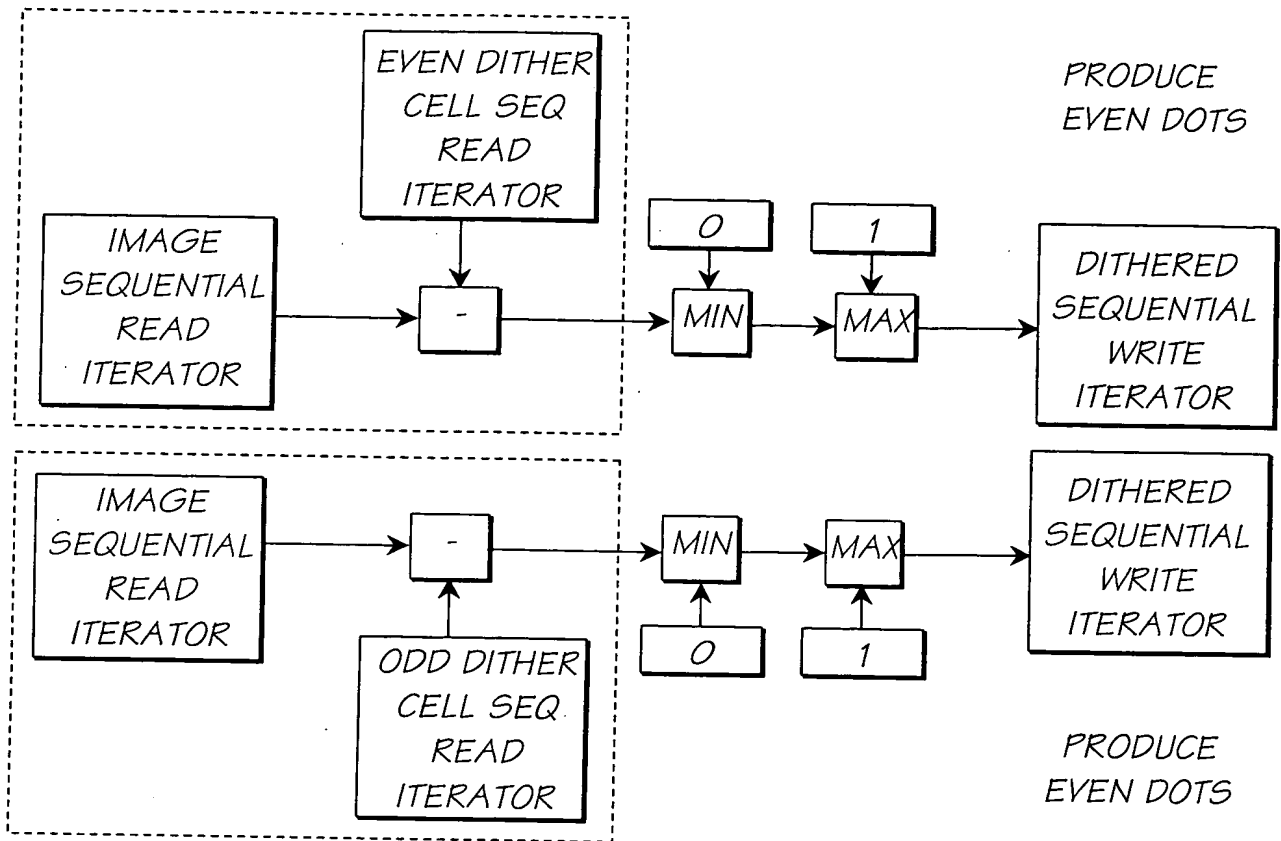 EVEN DITHER
CELL SEQ
READ
ITERATOR
PRODUCE
EVEN DOTS
IMAGE
SEQUENTIAL
READ
ITERATOR
-
0
MIN
1
MAX
DITHERED
SEQUENTIAL
WRITE
ITERATOR
IMAGE
SEQUENTIAL
READ
ITERATOR
-
MIN
0
MAX
1
DITHERED
SEQUENTIAL
WRITE
ITERATOR
ODD DITHER
CELL SEQ
READ
ITERATOR
PRODUCE
EVEN DOTS